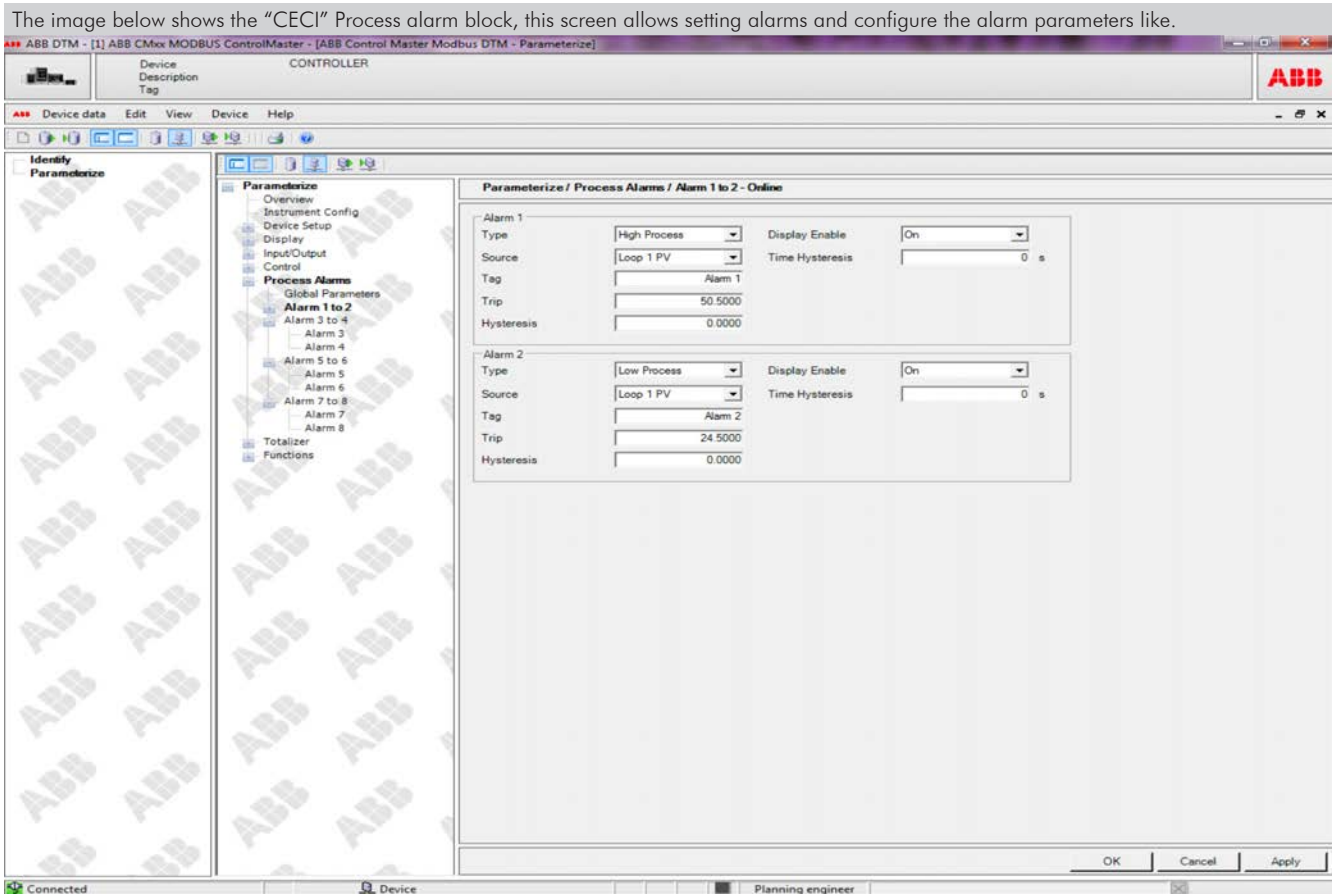 The image below shows the “CECI” Process alarm block, this screen allows setting alarms and configure the alarm parameters like.
ABB ABB DTM - [1] ABB CMxx MODBUS ControlMaster - [ABB Control Master Modbus DTM - Parameterize]
Device CONTROLLER
Description
Tag
ABB
ABB Device data Edit View Device Help
Identify
Parameterize
Parameterize
Overview
Instrument Config
Device Setup
Display
Input/Output
Control
Process Alarms
Global Parameters
Alarm 1 to 2
Alarm 3 to 4
Alarm 3
Alarm 4
Alarm 5 to 6
Alarm 5
Alarm 6
Alarm 7 to 8
Alarm 7
Alarm 8
Totalizer
Functions
Parameterize / Process Alarms / Alarm 1 to 2 - Online
Alarm 1
Type High Process Display Enable On
Source Loop 1 PV Time Hysteresis 0 s
Tag Alarm 1
Trip 50.5000
Hysteresis 0.0000
Alarm 2
Type Low Process Display Enable On
Source Loop 1 PV Time Hysteresis 0 s
Tag Alarm 2
Trip 24.5000
Hysteresis 0.0000
OK Cancel Apply
Connected Device Planning engineer